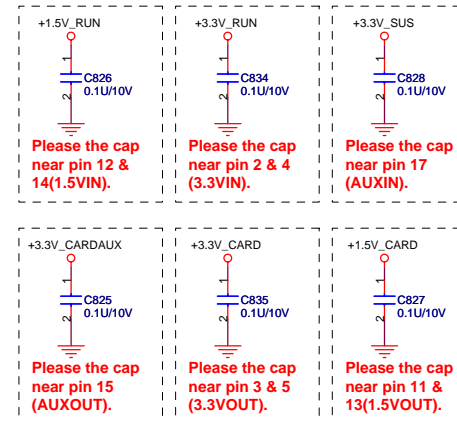 +1.5V_RUN
1
C826
0.1U/10V
2
Please the cap
near pin 12 &
14(1.5VIN).
+3.3V_RUN
1
C834
0.1U/10V
2
Please the cap
near pin 2 & 4
(3.3VIN).
+3.3V_SUS
1
C828
0.1U/10V
2
Please the cap
near pin 17
(AUXIN).
+3.3V_CARDAUX
1
C825
0.1U/10V
2
Please the cap
near pin 15
(AUXOUT).
+3.3V_CARD
1
C835
0.1U/10V
2
Please the cap
near pin 3 & 5
(3.3VOUT).
+1.5V_CARD
1
C827
0.1U/10V
2
Please the cap
near pin 11 &
13(1.5VOUT).